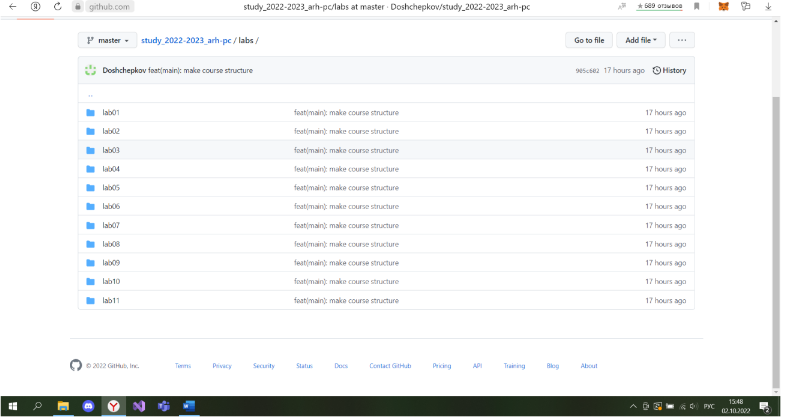 github.com
study_2022-2023_arh-pc/labs at master · Doshchepkov/study_2022-2023_arh-pc
★ 689 отзывов
master
study_2022-2023_arh-pc / labs /
Go to file
Add file
...
Doshchepkov feat(main): make course structure
905c602 17 hours ago
History
..
lab01 feat(main): make course structure 17 hours ago
lab02 feat(main): make course structure 17 hours ago
lab03 feat(main): make course structure 17 hours ago
lab04 feat(main): make course structure 17 hours ago
lab05 feat(main): make course structure 17 hours ago
lab06 feat(main): make course structure 17 hours ago
lab07 feat(main): make course structure 17 hours ago
lab08 feat(main): make course structure 17 hours ago
lab09 feat(main): make course structure 17 hours ago
lab10 feat(main): make course structure 17 hours ago
lab11 feat(main): make course structure 17 hours ago
© 2022 GitHub, Inc. Terms Privacy Security Status Docs Contact GitHub Pricing API Training Blog About
РУС
15:48
02.10.2022
2